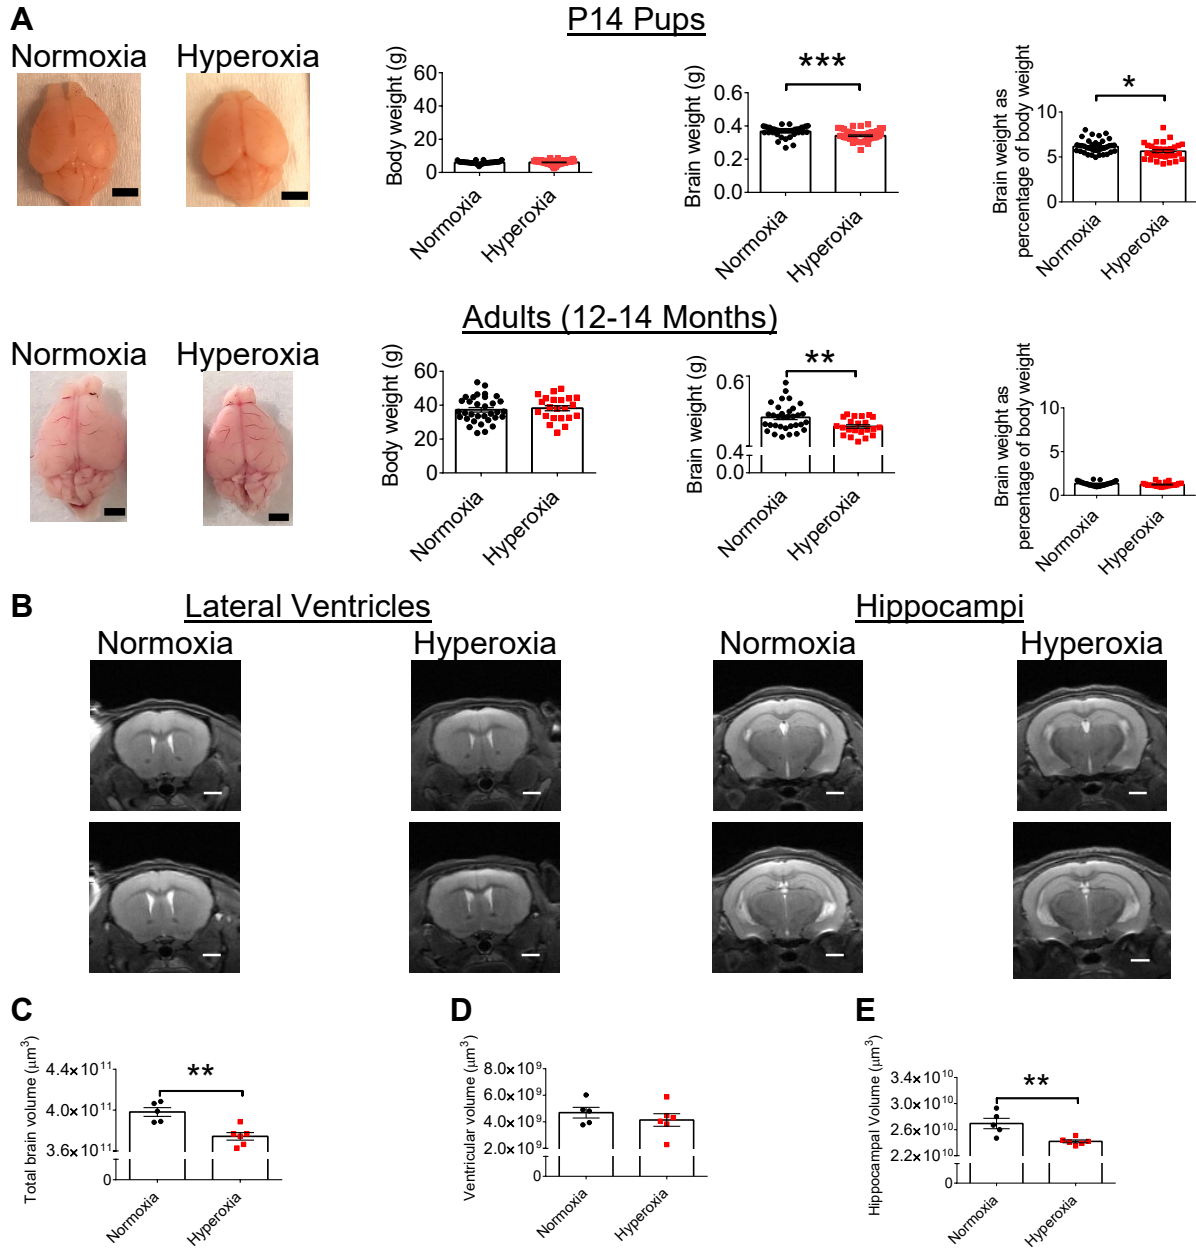 A
P14 Pups
Normoxia
Hyperoxia
Body weight (g)
60
40
20
0
Normoxia
Hyperoxia
Brain weight (g)
0.6
0.4
0.2
0.0
***
Normoxia
Hyperoxia
Brain weight as
percentage of body weight
10
5
0
*
Normoxia
Hyperoxia
Adults (12-14 Months)
Normoxia
Hyperoxia
Body weight (g)
60
40
20
0
Normoxia
Hyperoxia
Brain weight (g)
0.6
0.4
0.0
**
Normoxia
Hyperoxia
Brain weight as
percentage of body weight
10
5
0
Normoxia
Hyperoxia
B
Lateral Ventricles
Hippocampi
Normoxia
Hyperoxia
Normoxia
Hyperoxia
C
Total brain volume (μm³)
4.4×10¹¹
4.0×10¹¹
3.6×10¹¹
0
**
Normoxia
Hyperoxia
D
Ventricular volume (μm³)
8.0×10⁹
6.0×10⁹
4.0×10⁹
2.0×10⁹
0
Normoxia
Hyperoxia
E
Hippocampal Volume (μm³)
3.4×10¹⁰
3.0×10¹⁰
2.6×10¹⁰
2.2×10¹⁰
0
**
Normoxia
Hyperoxia